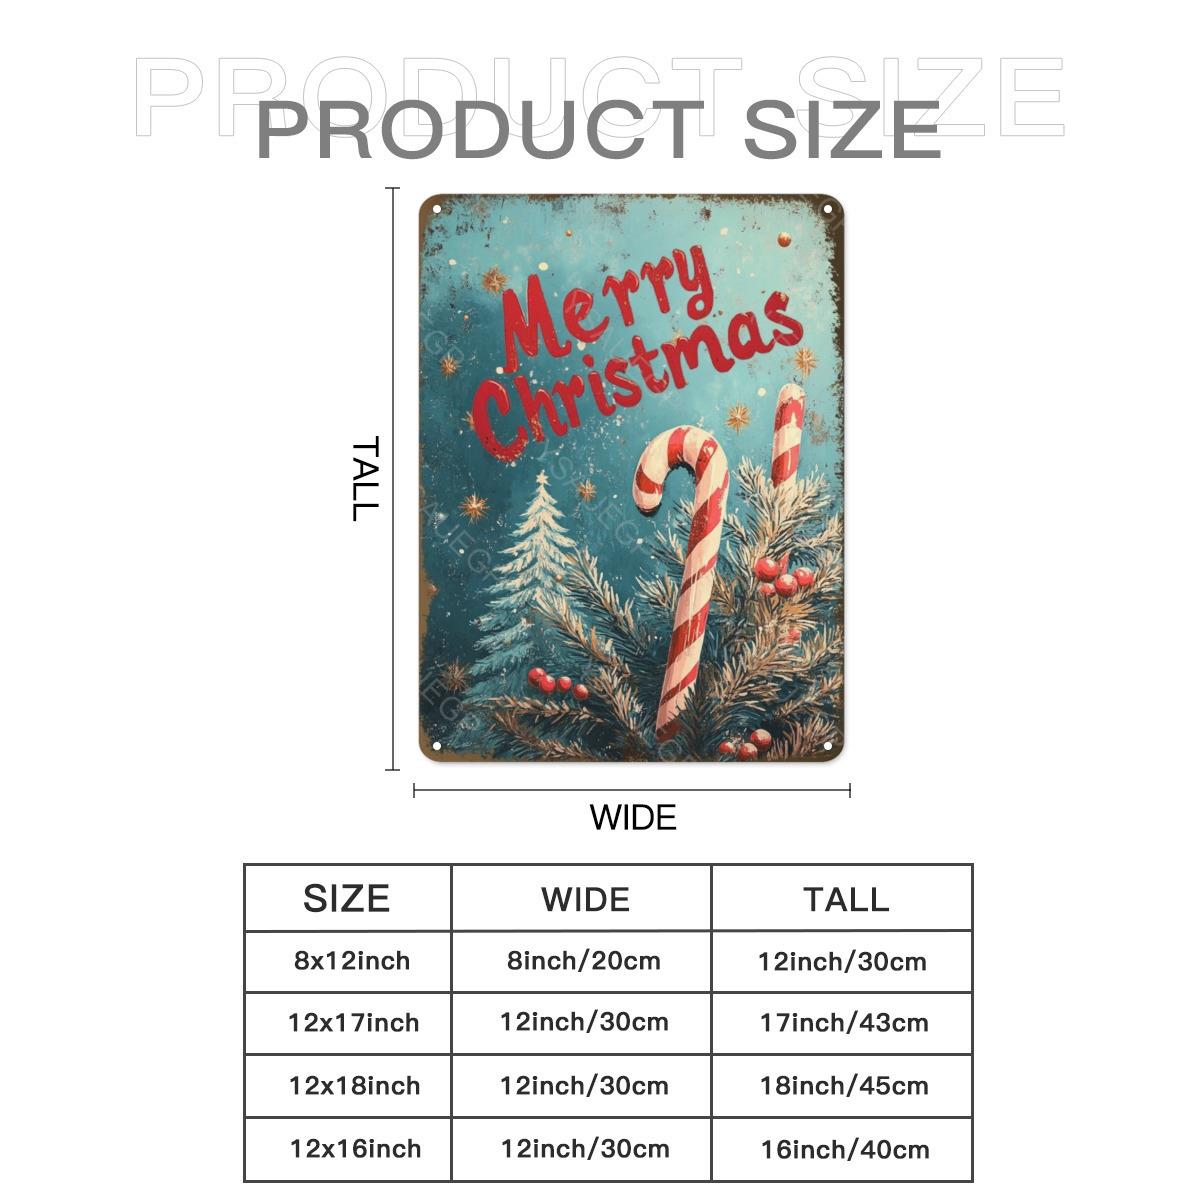 PRODUCT SIZE
PRODUCT SIZE
Merry
Christmas
TALL
WIDE
SIZE WIDE TALL
8x12inch 8inch/20cm 12inch/30cm
12x17inch 12inch/30cm 17inch/43cm
12x18inch 12inch/30cm 18inch/45cm
12x16inch 12inch/30cm 16inch/40cm